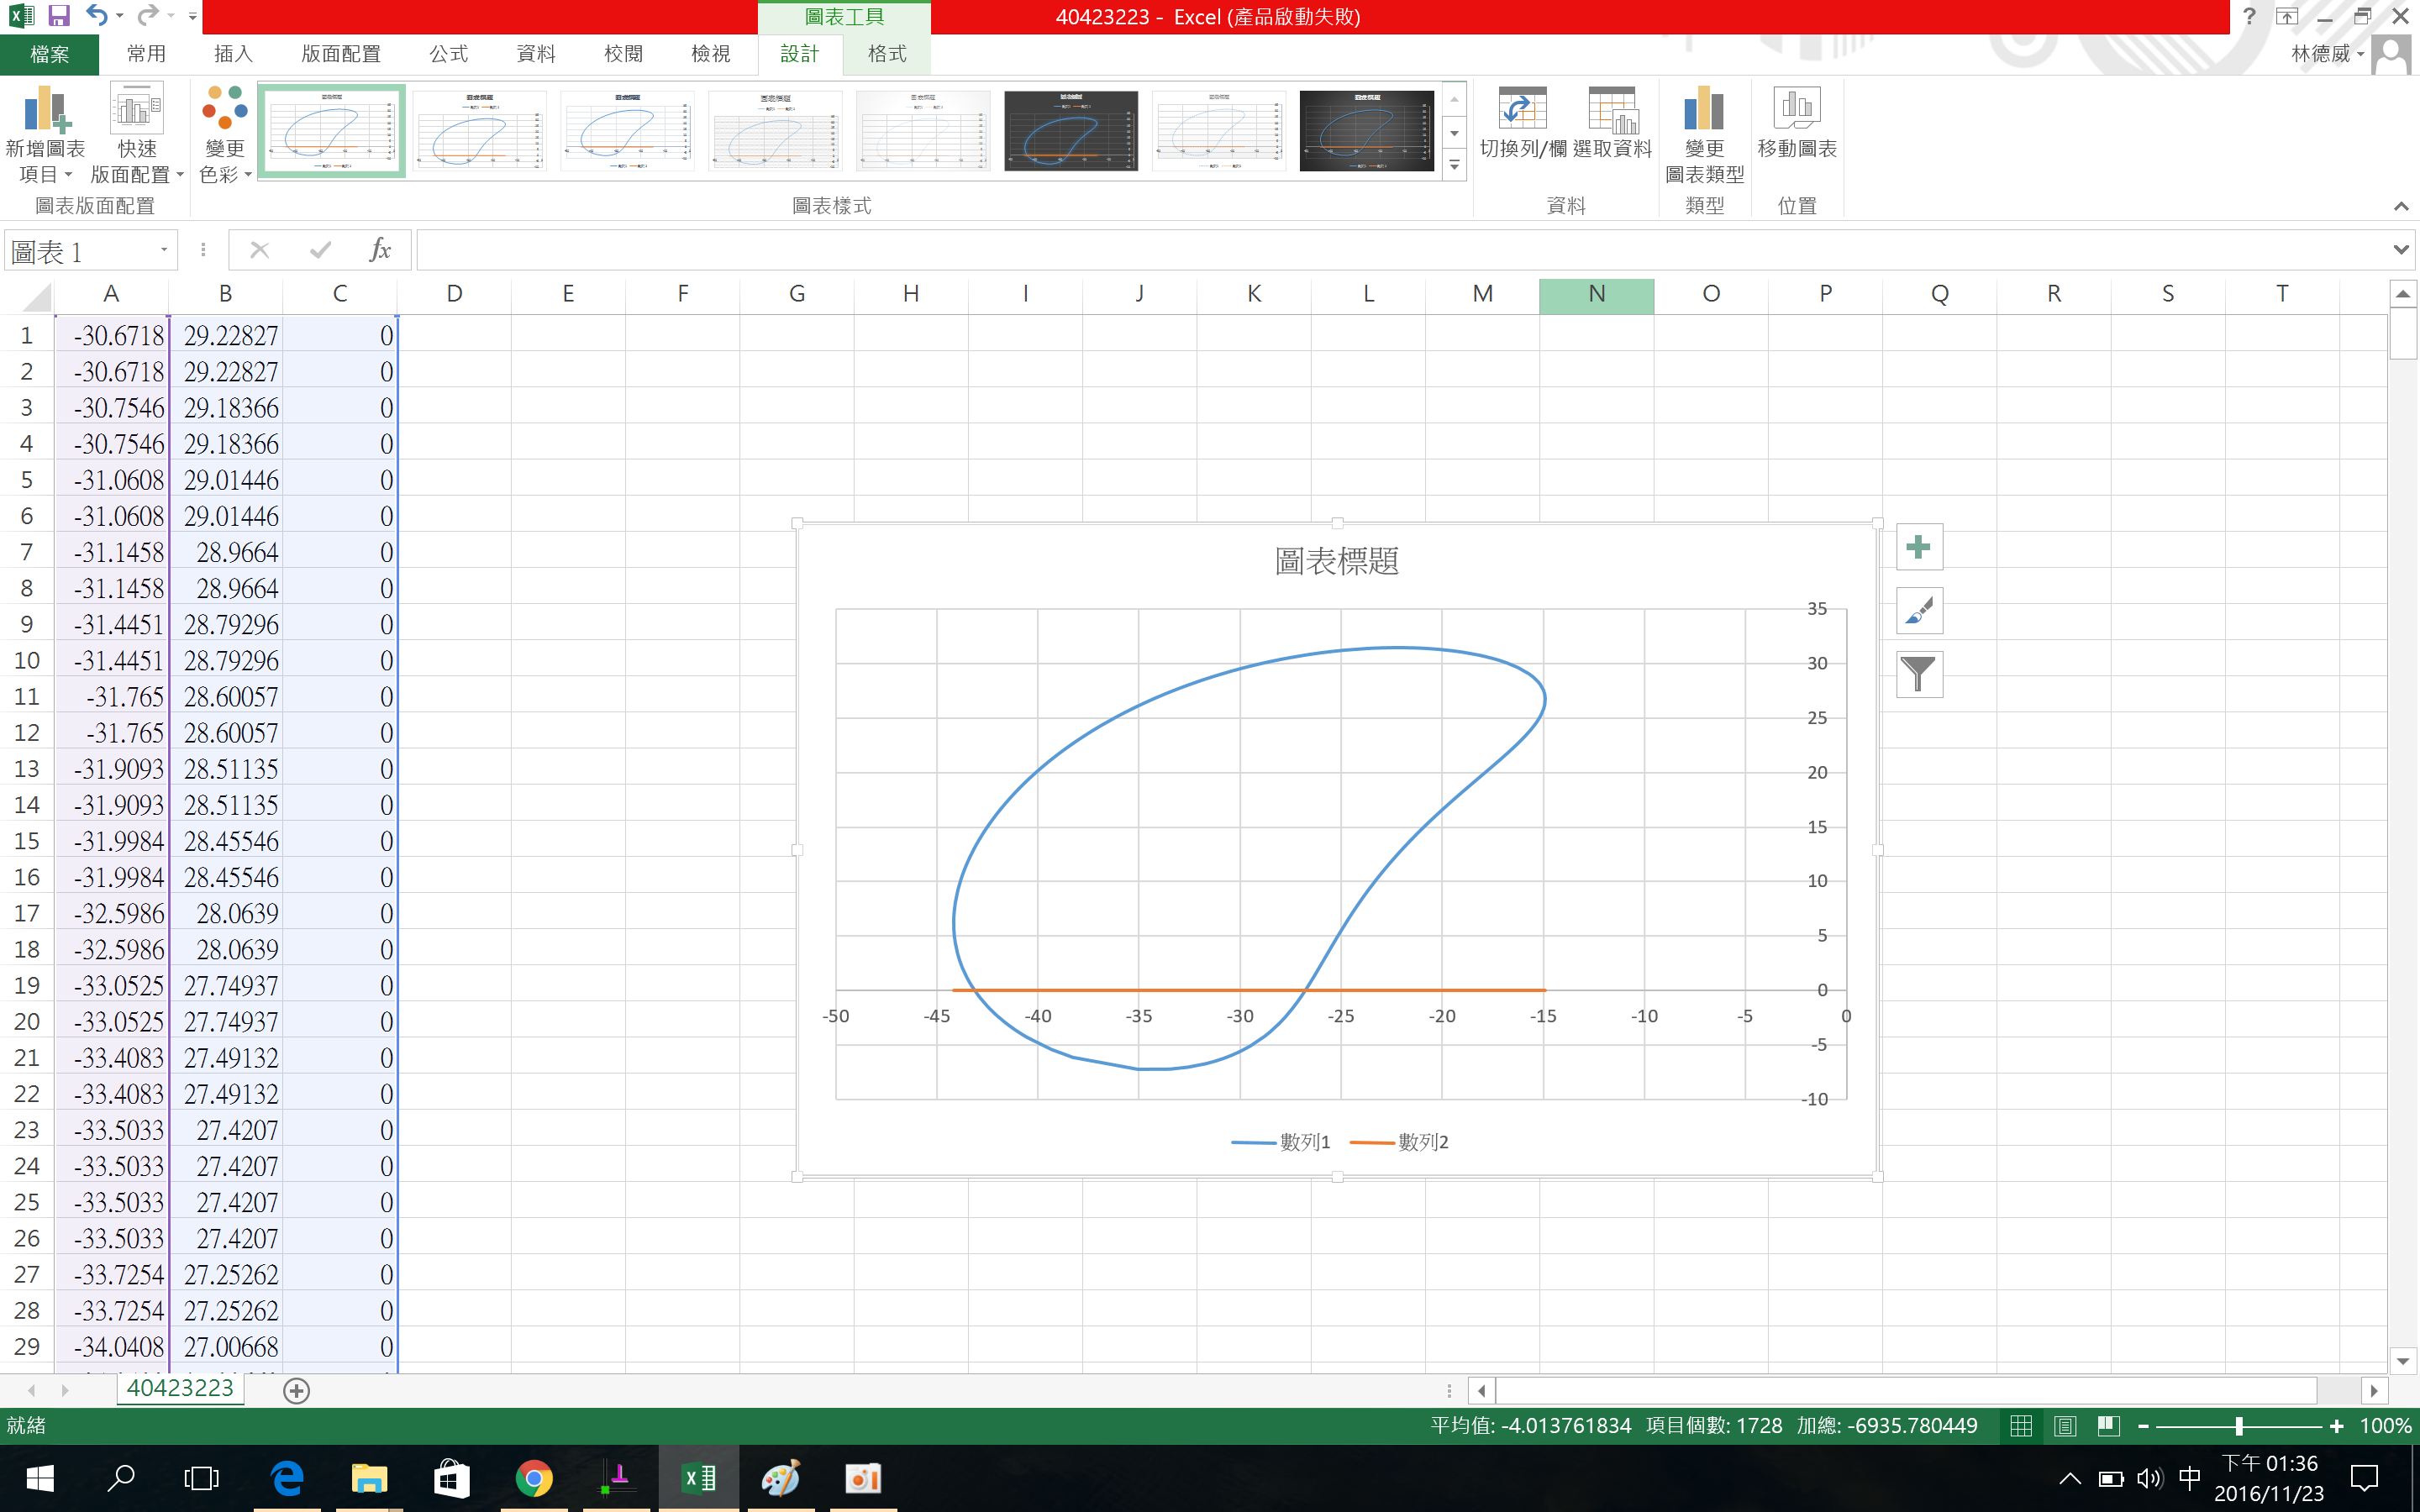 圖表工具
40423223 - Excel (產品啟動失敗)
檔案 常用 插入 版面配置 公式 資料 校閱 檢視 設計 格式
林德威
新增圖表項目 快速版面配置 變更色彩 切換列/欄 選取資料 變更圖表類型 移動圖表
圖表版面配置 圖表樣式 資料 類型 位置
圖表 1 fx
A B C D E F G H I J K L M N O P Q R S T
1 -30.6718 29.22827 0
2 -30.6718 29.22827 0
3 -30.7546 29.18366 0
4 -30.7546 29.18366 0
5 -31.0608 29.01446 0
6 -31.0608 29.01446 0
7 -31.1458 28.9664 0
8 -31.1458 28.9664 0
9 -31.4451 28.79296 0
10 -31.4451 28.79296 0
11 -31.765 28.60057 0
12 -31.765 28.60057 0
13 -31.9093 28.51135 0
14 -31.9093 28.51135 0
15 -31.9984 28.45546 0
16 -31.9984 28.45546 0
17 -32.5986 28.0639 0
18 -32.5986 28.0639 0
19 -33.0525 27.74937 0
20 -33.0525 27.74937 0
21 -33.4083 27.49132 0
22 -33.4083 27.49132 0
23 -33.5033 27.4207 0
24 -33.5033 27.4207 0
25 -33.5033 27.4207 0
26 -33.5033 27.4207 0
27 -33.7254 27.25262 0
28 -33.7254 27.25262 0
29 -34.0408 27.00668 0
圖表標題
35
30
25
20
15
10
5
0
-50 -45 -40 -35 -30 -25 -20 -15 -10 -5 0
-5
-10
數列1 數列2
40423223
就緒
平均值: -4.013761834 項目個數: 1728 加總: -6935.780449
100%
中
下午 01:36
2016/11/23